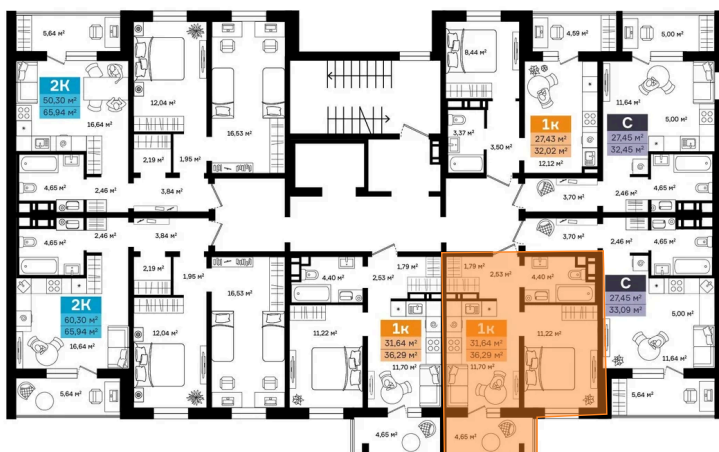 5,64 м²
2К
50,30 м²
65,94 м²
16,64 м²
12,04 м²
16,53 м²
2,19 м²
1,95 м²
4,65 м²
2,46 м²
3,84 м²
8,44 м²
3,37 м²
3,50 м²
4,59 м²
1к
27,43 м²
32,02 м²
12,12 м²
5,00 м²
11,64 м²
С
27,45 м²
32,45 м²
5,00 м²
3,70 м²
2,46 м²
4,65 м²
4,65 м²
2,46 м²
3,84 м²
2,19 м²
1,95 м²
16,53 м²
2К
60,30 м²
65,94 м²
16,64 м²
12,04 м²
5,64 м²
4,40 м²
2,53 м²
1,79 м²
11,22 м²
1к
31,64 м²
36,29 м²
11,70 м²
4,65 м²
1,79 м²
2,53 м²
4,40 м²
1к
31,64 м²
36,29 м²
11,70 м²
11,22 м²
4,65 м²
3,70 м²
2,46 м²
4,65 м²
С
27,45 м²
33,09 м²
5,00 м²
11,64 м²
5,64 м²